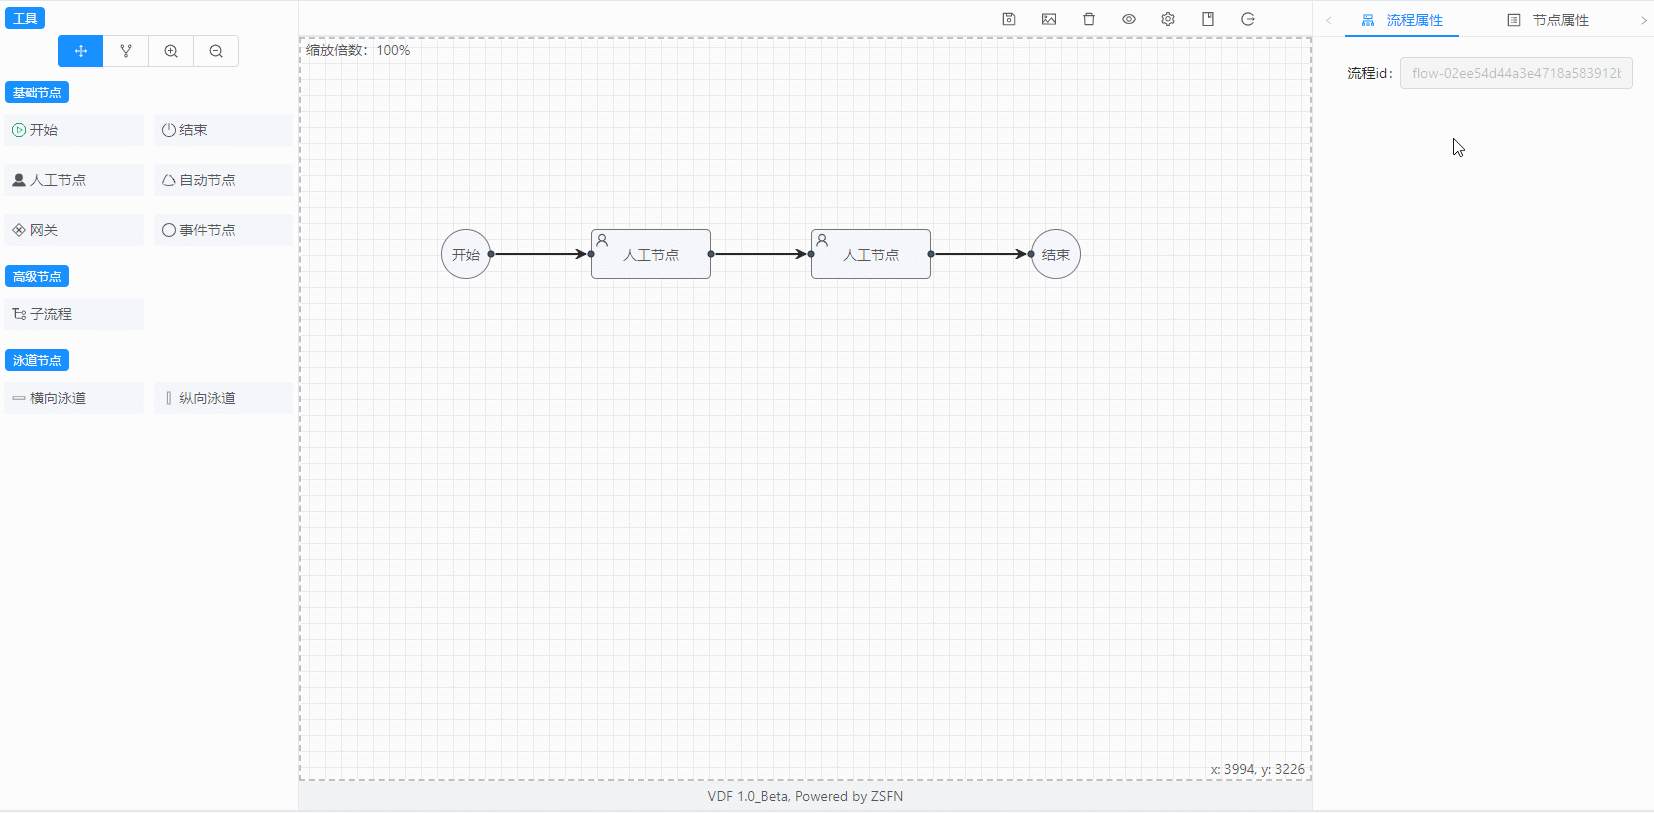 工具
基础节点
开始
结束
人工节点
自动节点
网关
事件节点
高级节点
子流程
泳道节点
横向泳道
纵向泳道
缩放倍数：100%
开始
人工节点
人工节点
结束
x: 3994, y: 3226
VDF 1.0_Beta, Powered by ZSFN
流程属性
节点属性
流程id：
flow-02ee54d44a3e4718a583912b